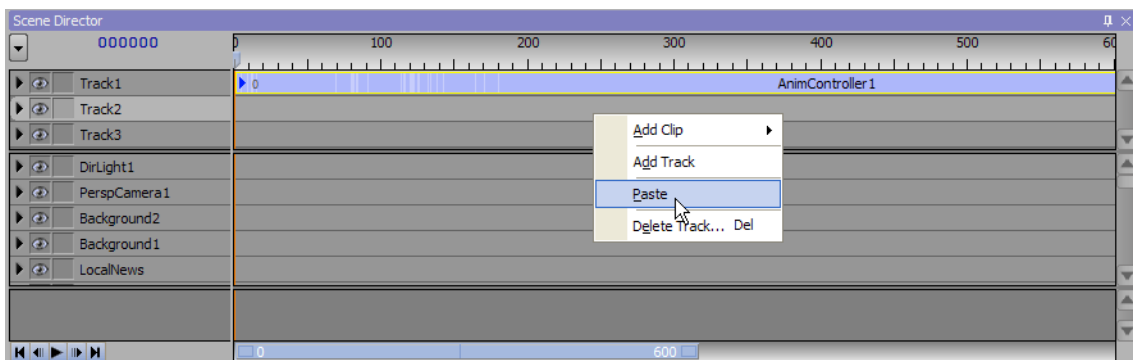 Scene Director
000000
0 100 200 300 400 500 60
Track1
0 AnimController1
Track2
Track3
Add Clip
Add Track
Paste
Delete Track... Del
DirLight1
PerspCamera1
Background2
Background1
LocalNews
0 600